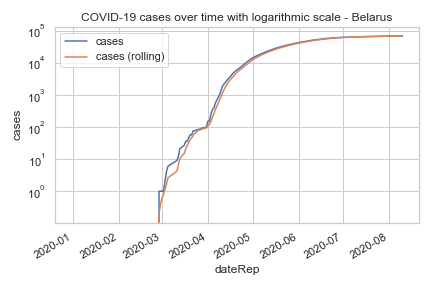 COVID-19 cases over time with logarithmic scale - Belarus
cases
cases (rolling)
10^5
10^4
10^3
10^2
10^1
10^0
cases
2020-01
2020-02
2020-03
2020-04
2020-05
2020-06
2020-07
2020-08
dateRep